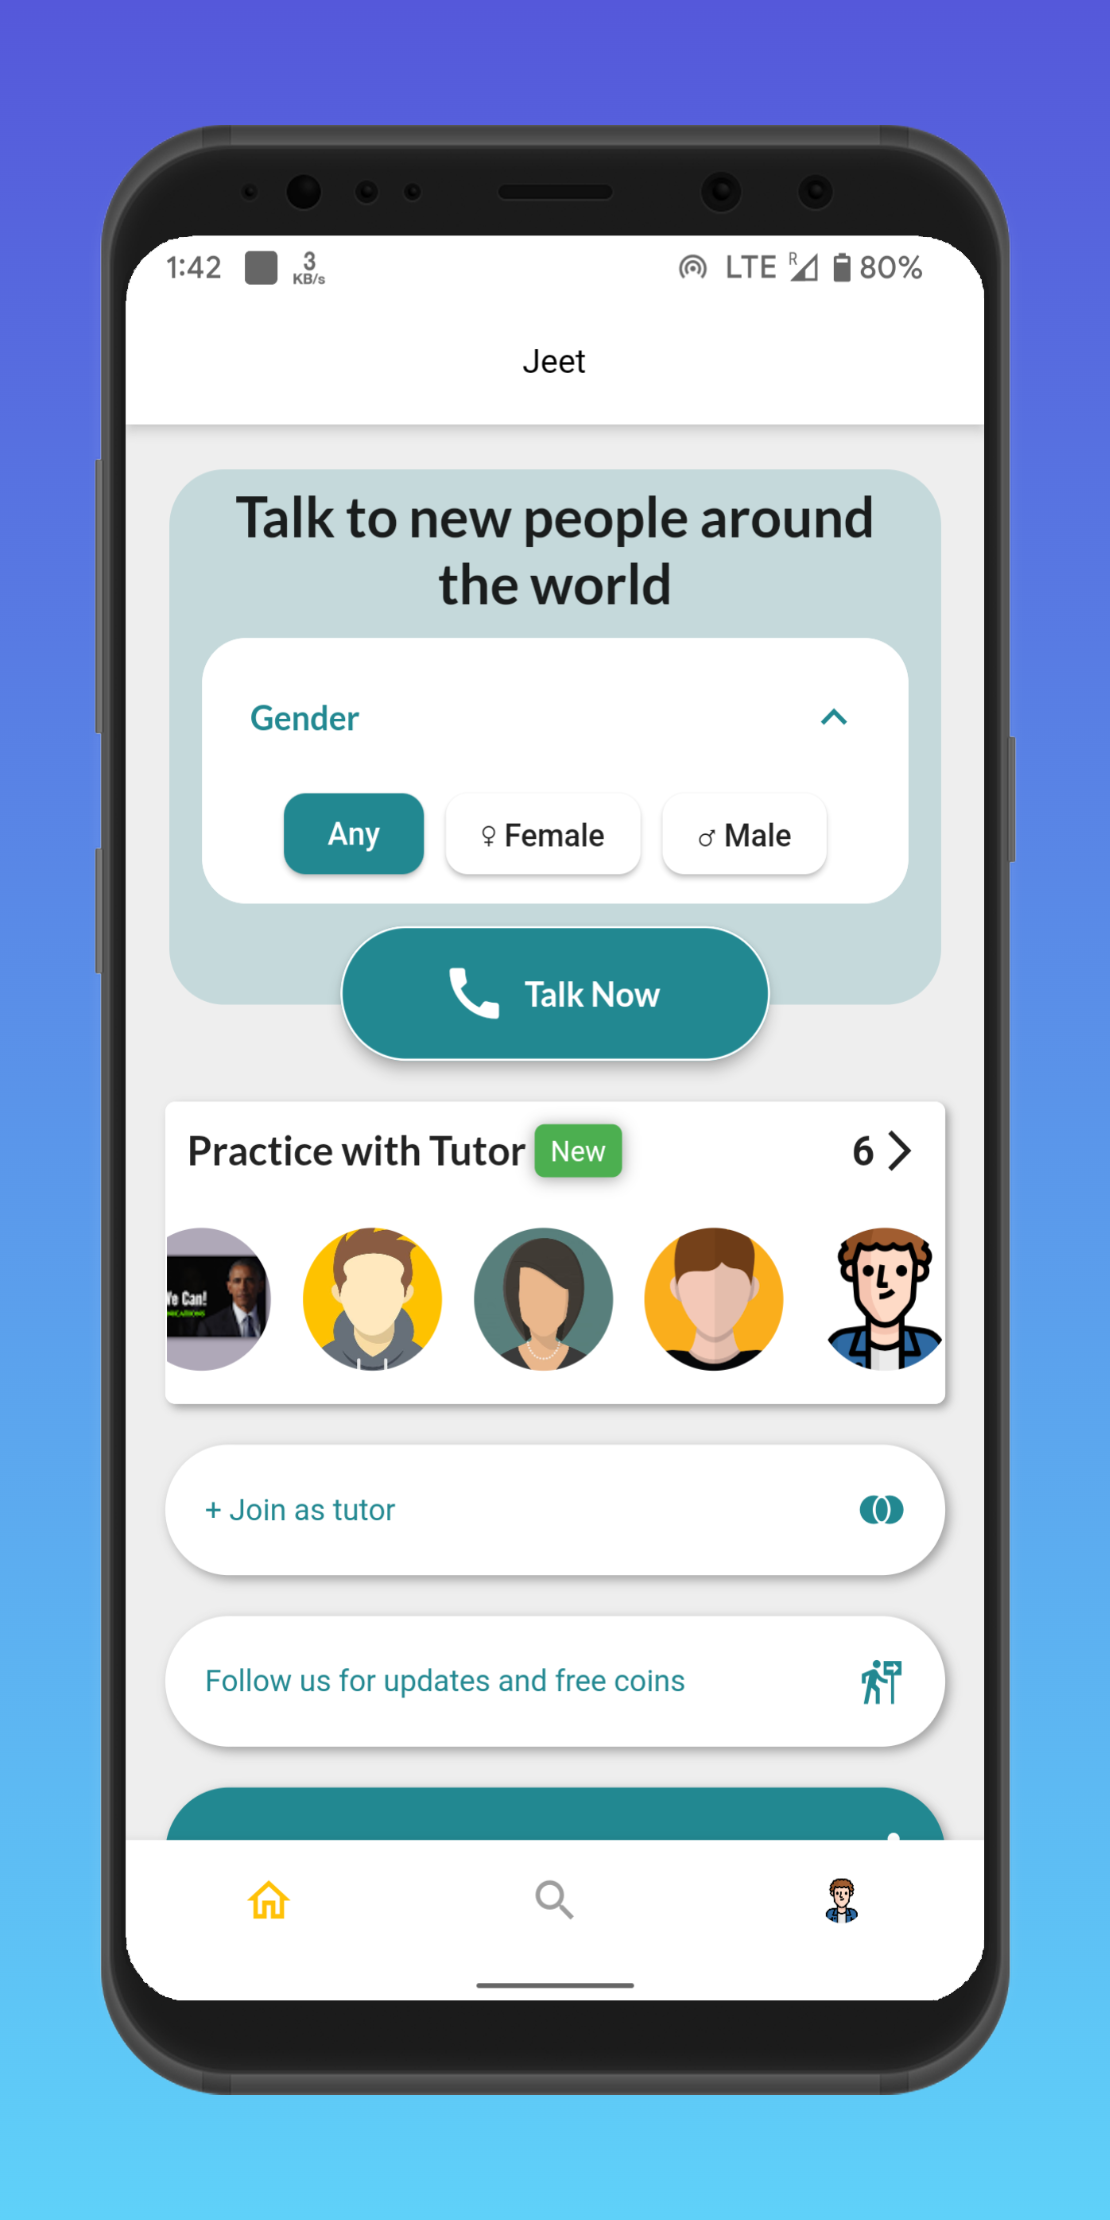 1:42 3 KB/s LTE R 80%
Jeet
Talk to new people around
the world
Gender
Any ♀ Female ♂ Male
Talk Now
Practice with Tutor New 6
e Can!
+ Join as tutor
Follow us for updates and free coins